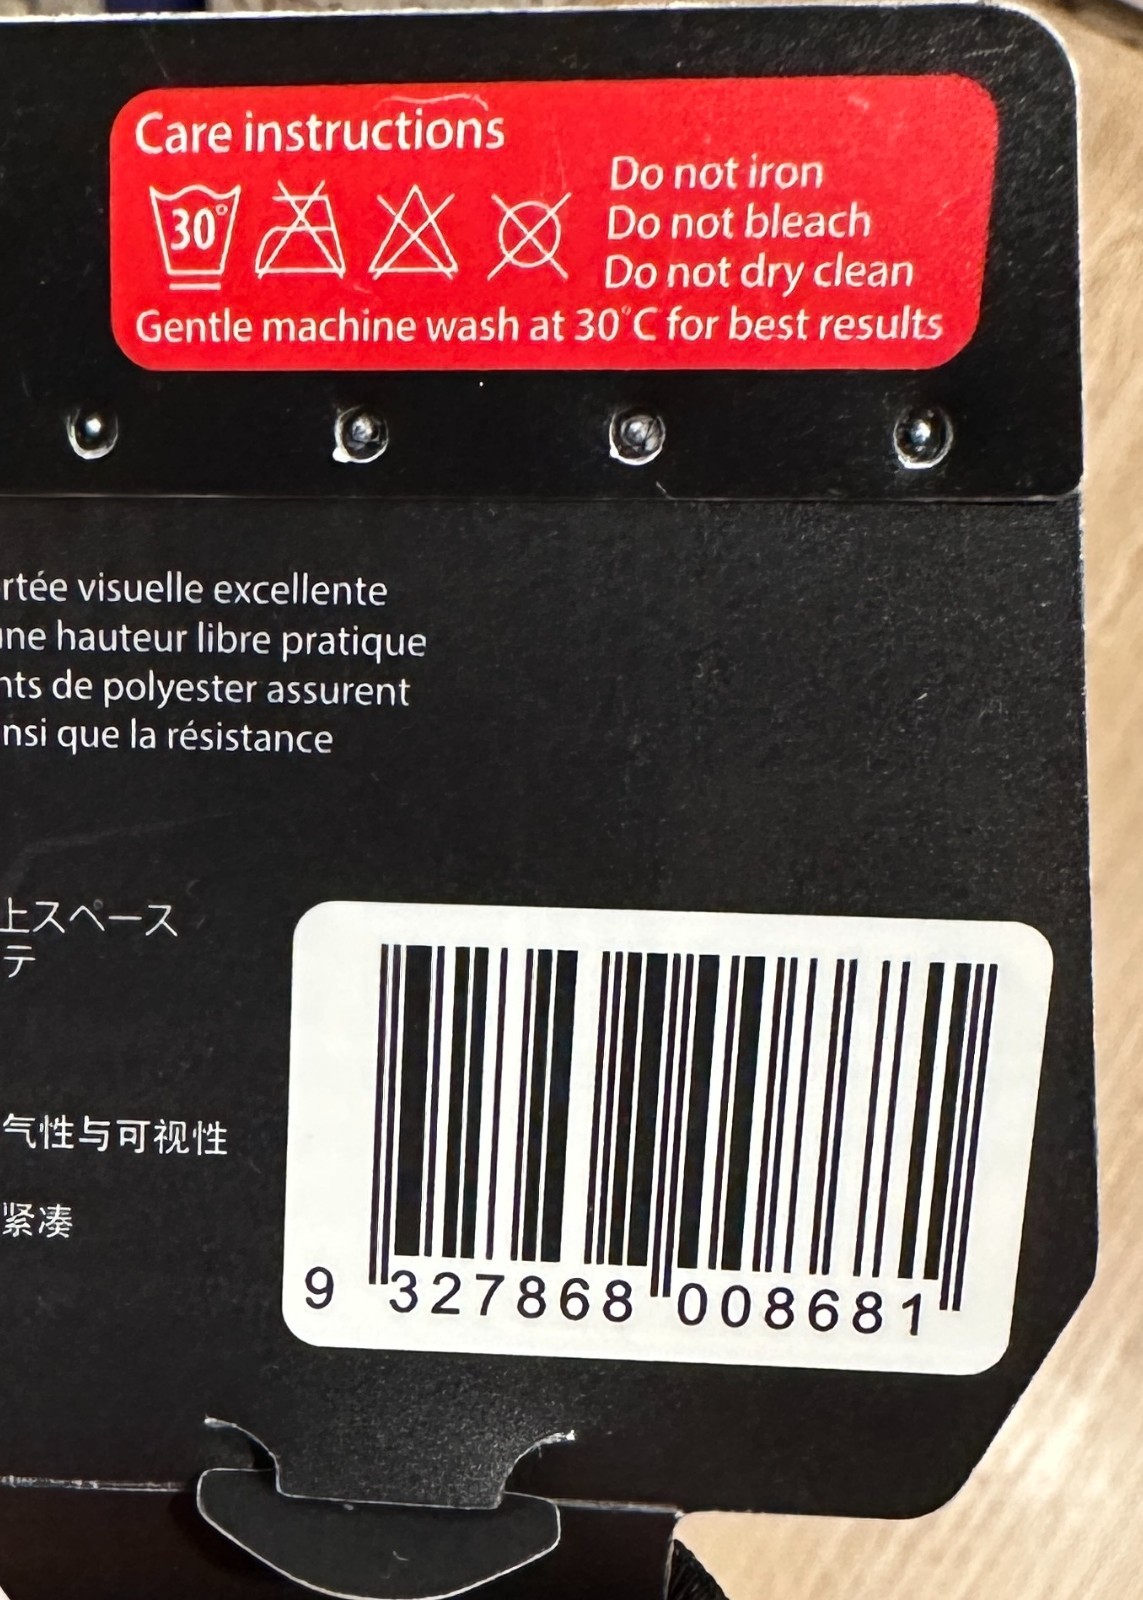 Care instructions
30°
Do not iron
Do not bleach
Do not dry clean
Gentle machine wash at 30°C for best results
rtée visuelle excellente
une hauteur libre pratique
nts de polyester assurent
nsi que la résistance
上スペース
テ
气性与可视性
紧凑
9 327868 008681